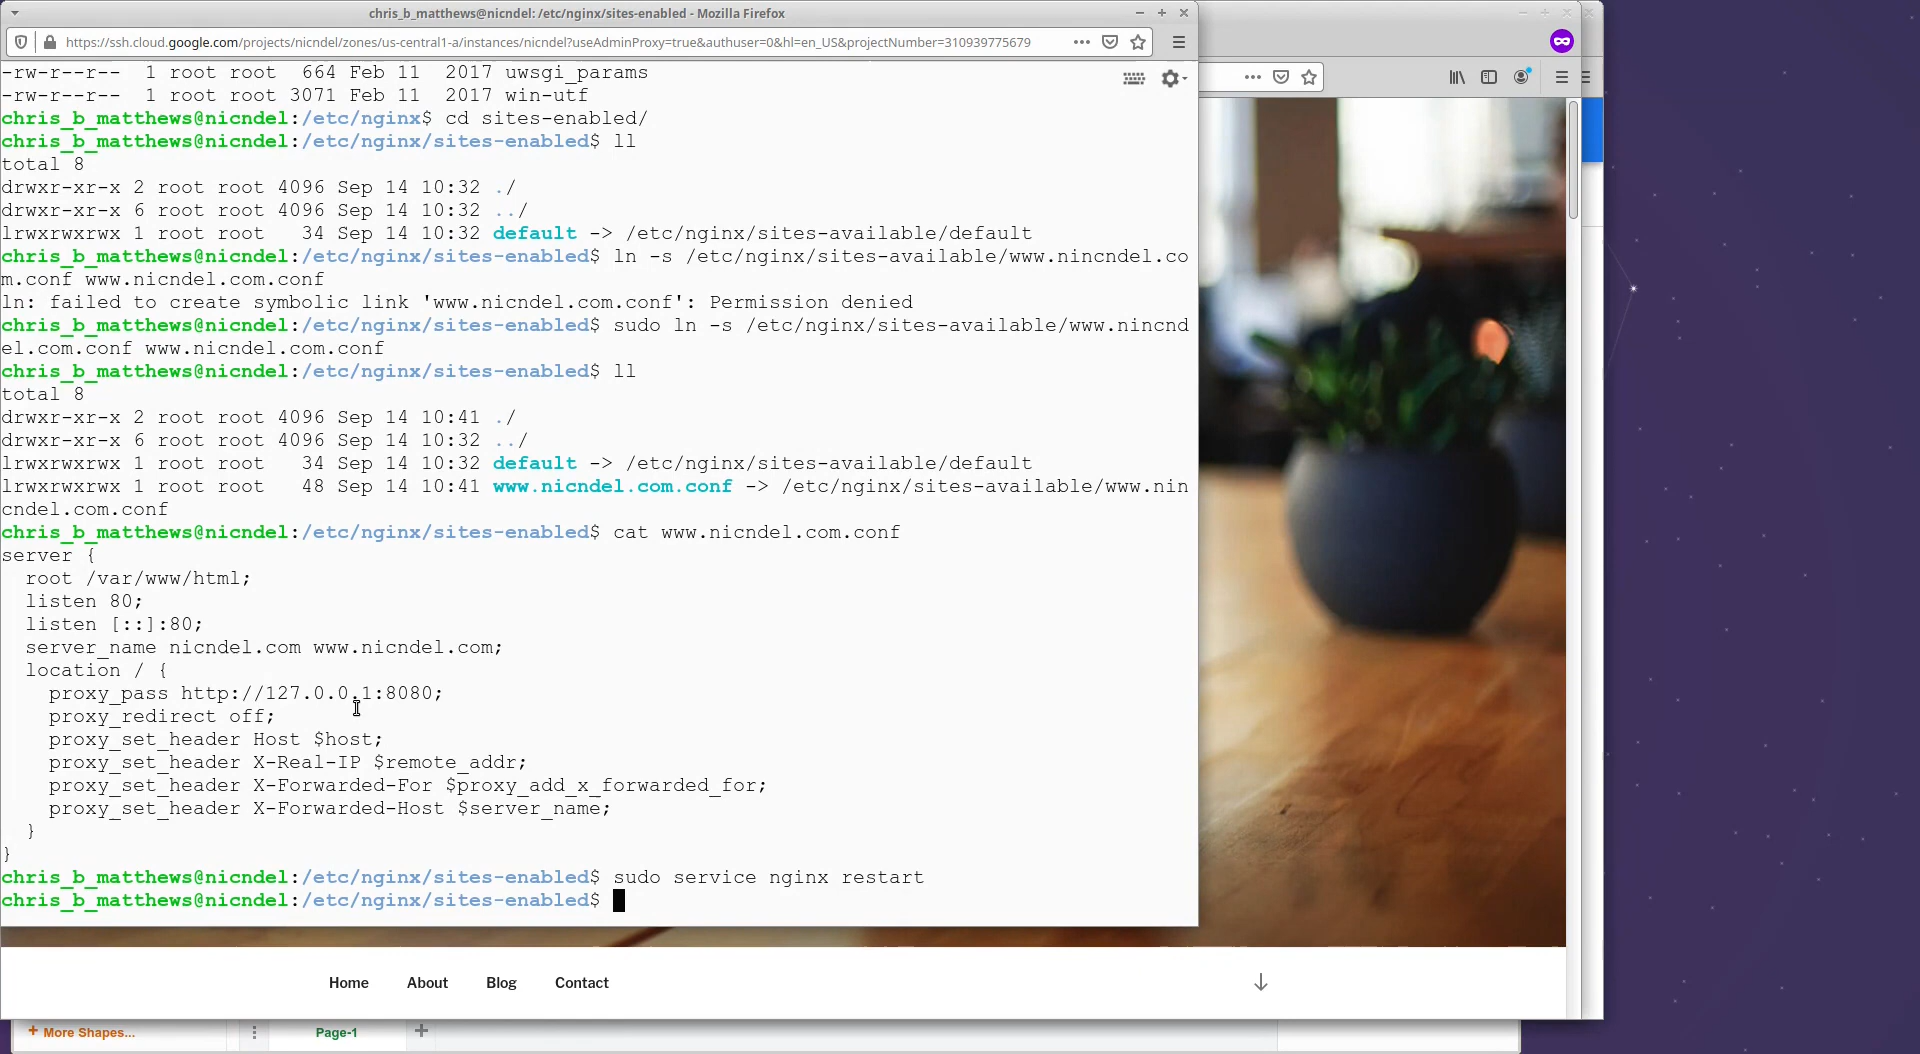 chris_b_matthews@nicndel: /etc/nginx/sites-enabled - Mozilla Firefox
https://ssh.cloud.google.com/projects/nicndel/zones/us-central1-a/instances/nicndel?useAdminProxy=true&authuser=0&hl=en_US&projectNumber=310939775679
-rw-r--r--  1 root root  664 Feb 11  2017 uwsgi_params
-rw-r--r--  1 root root 3071 Feb 11  2017 win-utf
chris_b_matthews@nicndel:/etc/nginx$ cd sites-enabled/
chris_b_matthews@nicndel:/etc/nginx/sites-enabled$ ll
total 8
drwxr-xr-x 2 root root 4096 Sep 14 10:32 ./
drwxr-xr-x 6 root root 4096 Sep 14 10:32 ../
lrwxrwxrwx 1 root root   34 Sep 14 10:32 default -> /etc/nginx/sites-available/default
chris_b_matthews@nicndel:/etc/nginx/sites-enabled$ ln -s /etc/nginx/sites-available/www.nincndel.co
m.conf www.nicndel.com.conf
ln: failed to create symbolic link 'www.nicndel.com.conf': Permission denied
chris_b_matthews@nicndel:/etc/nginx/sites-enabled$ sudo ln -s /etc/nginx/sites-available/www.nincnd
el.com.conf www.nicndel.com.conf
chris_b_matthews@nicndel:/etc/nginx/sites-enabled$ ll
total 8
drwxr-xr-x 2 root root 4096 Sep 14 10:41 ./
drwxr-xr-x 6 root root 4096 Sep 14 10:32 ../
lrwxrwxrwx 1 root root   34 Sep 14 10:32 default -> /etc/nginx/sites-available/default
lrwxrwxrwx 1 root root   48 Sep 14 10:41 www.nicndel.com.conf -> /etc/nginx/sites-available/www.nin
cndel.com.conf
chris_b_matthews@nicndel:/etc/nginx/sites-enabled$ cat www.nicndel.com.conf
server {
  root /var/www/html;
  listen 80;
  listen [::]:80;
  server_name nicndel.com www.nicndel.com;
  location / {
    proxy_pass http://127.0.0.1:8080;
    proxy_redirect off;
    proxy_set_header Host $host;
    proxy_set_header X-Real-IP $remote_addr;
    proxy_set_header X-Forwarded-For $proxy_add_x_forwarded_for;
    proxy_set_header X-Forwarded-Host $server_name;
  }
}
chris_b_matthews@nicndel:/etc/nginx/sites-enabled$ sudo service nginx restart
chris_b_matthews@nicndel:/etc/nginx/sites-enabled$
Home About Blog Contact
+ More Shapes... Page-1